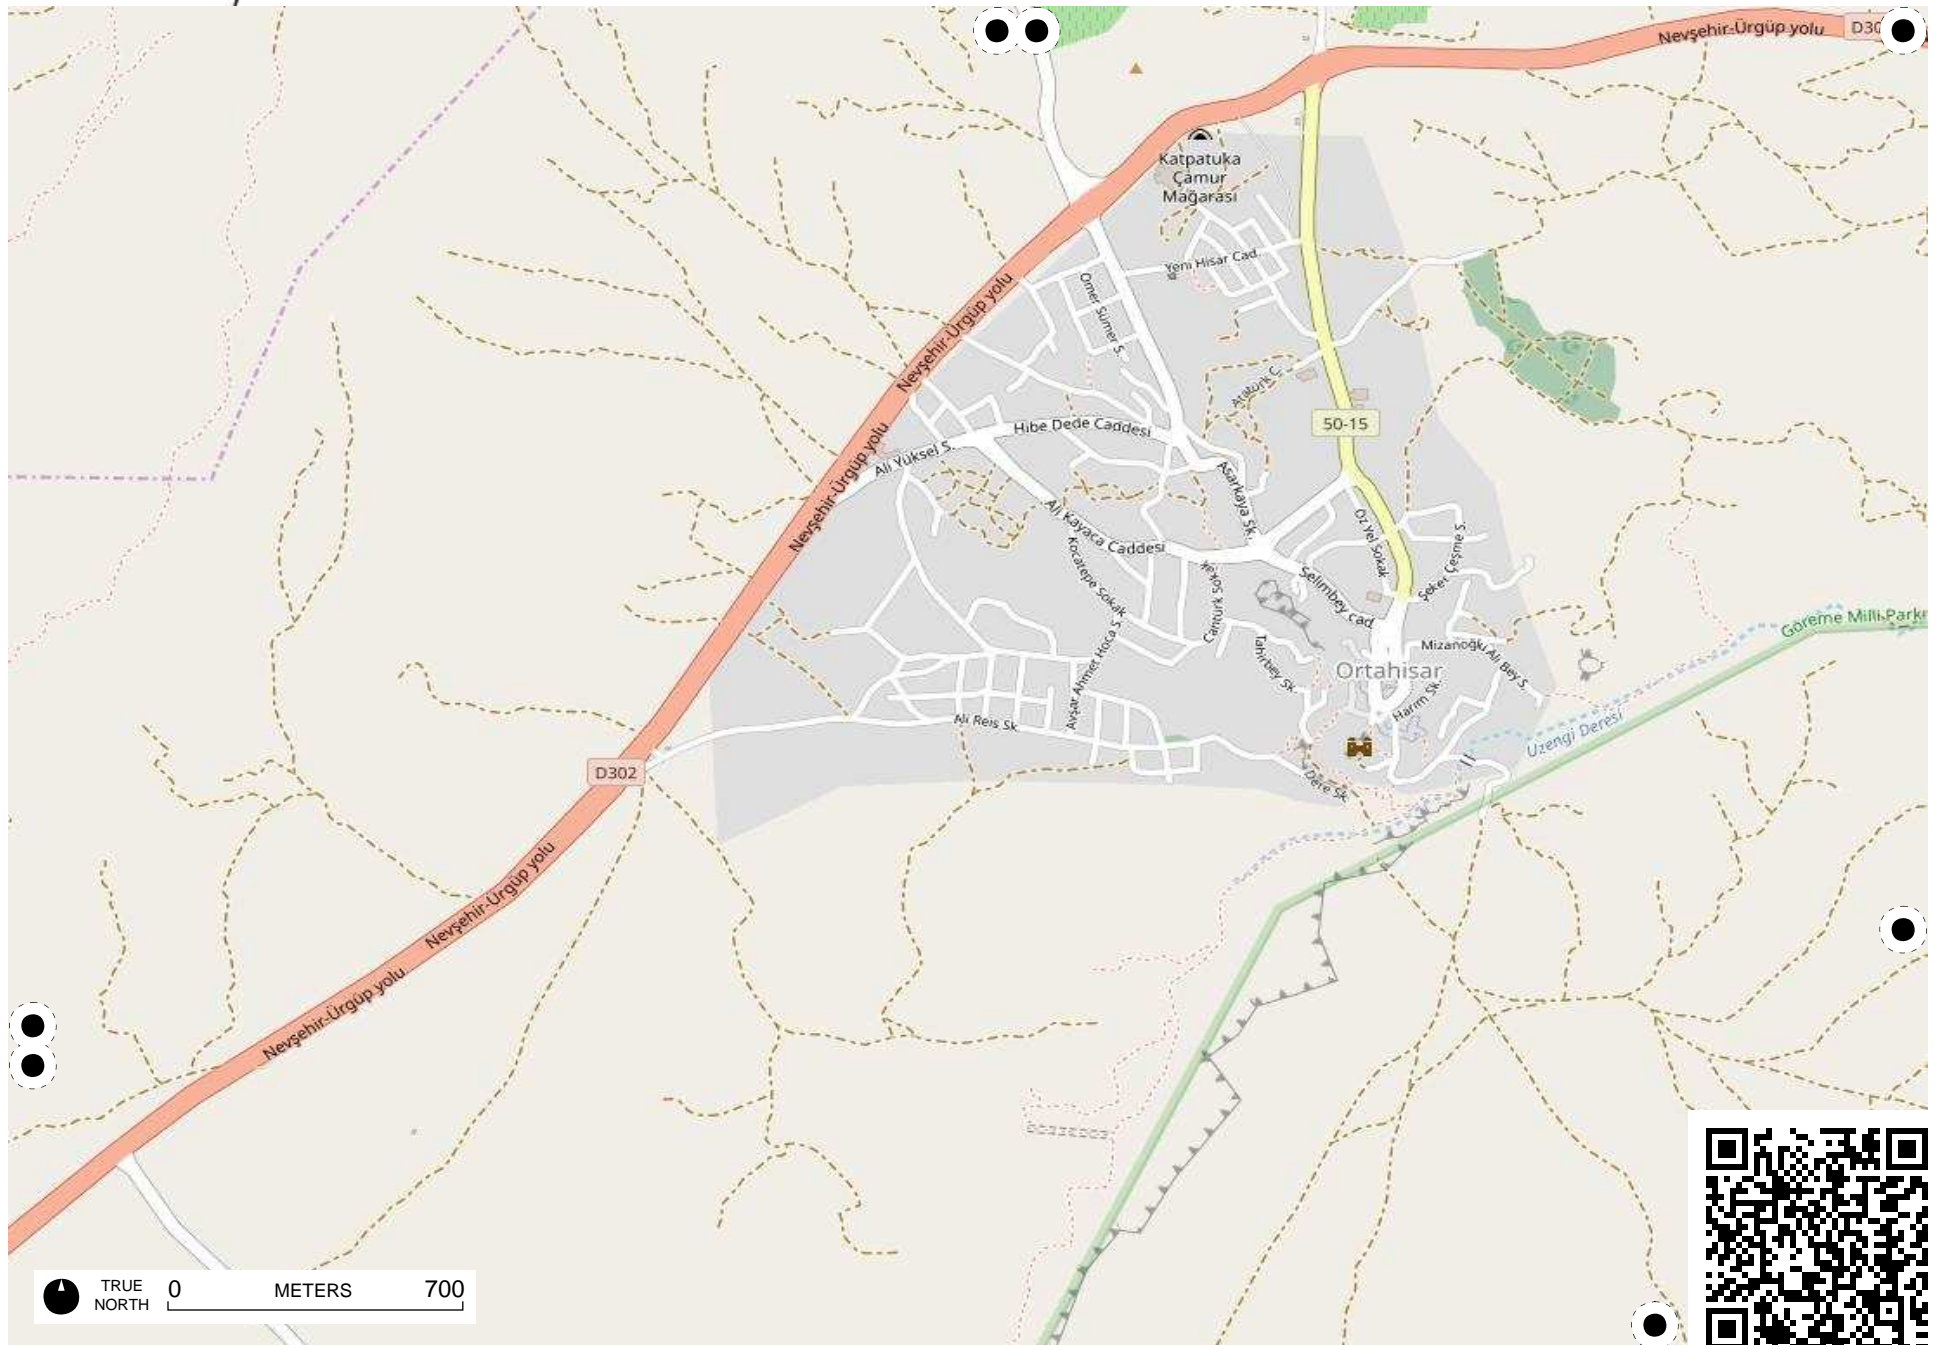 Nevşehir-Ürgüp yolu
Katpatuka
Çamur
Mağarası
Yeni Hisar Cad.
Ömer Sümer S.
Nevşehir-Ürgüp yolu
Atatürk C.
50-15
Hibe Dede Caddesi
Ali Yüksel S.
Nevşehir-Ürgüp yolu
Asarkaya Sk.
Ali Kayaca Caddesi
Öz Yel Sokak
Şeker Çeşme S.
Kocatepe Sokak
Cantürk Sokak
Selimbey cad.
Göreme Milli Parkı
Tahirbey Sk.
Mizanoğlu Ali Bey S.
Ortahisar
Avşar Ahmet Hoca S.
Harım Sk.
Ali Reis Sk.
Üzengi Deresi
D302
Dere Sk.
Nevşehir-Ürgüp yolu
Nevşehir-Ürgüp yolu
TRUE
NORTH
0 METERS 700